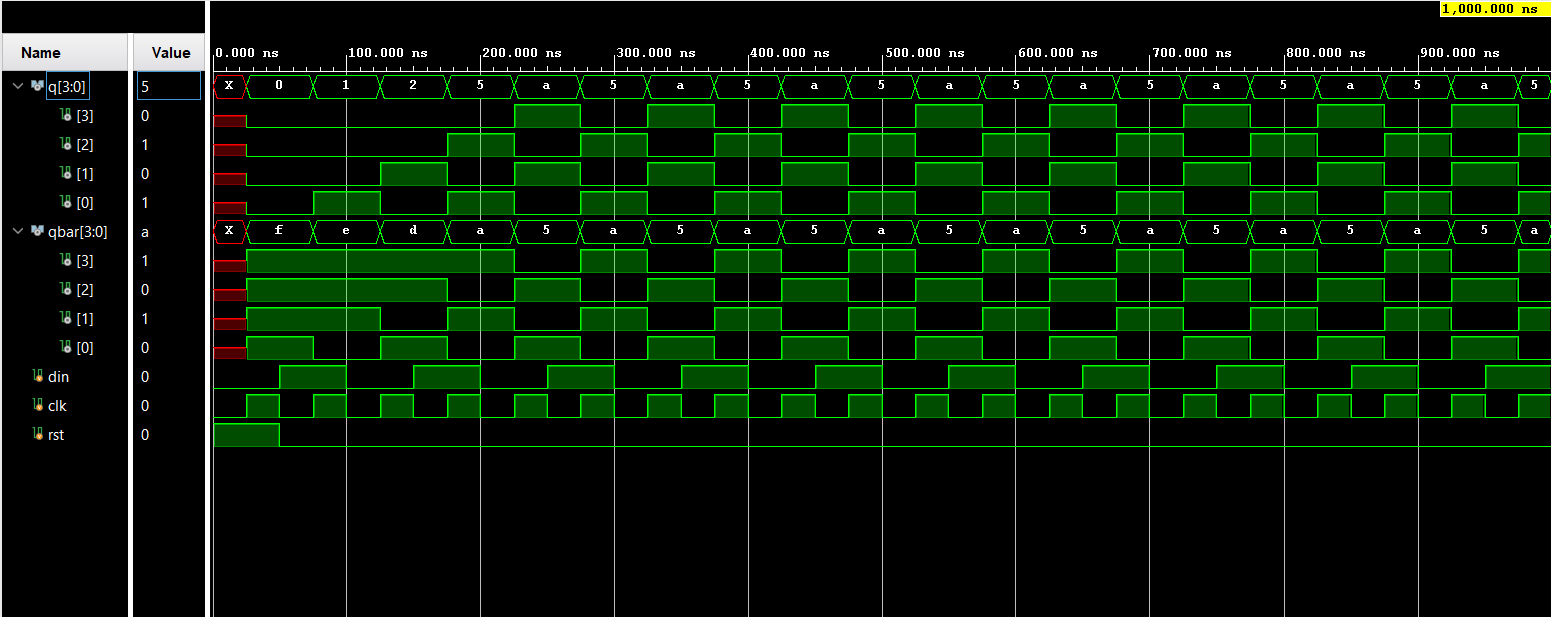 1,000.000 ns
Name Value 0.000 ns 100.000 ns 200.000 ns 300.000 ns 400.000 ns 500.000 ns 600.000 ns 700.000 ns 800.000 ns 900.000 ns
q[3:0] 5 X 0 1 2 5 a 5 a 5 a 5 a 5 a 5 a 5 a 5 a 5
[3] 0
[2] 1
[1] 0
[0] 1
qbar[3:0] a X f e d a 5 a 5 a 5 a 5 a 5 a 5 a 5 a 5 a
[3] 1
[2] 0
[1] 1
[0] 0
din 0
clk 0
rst 0